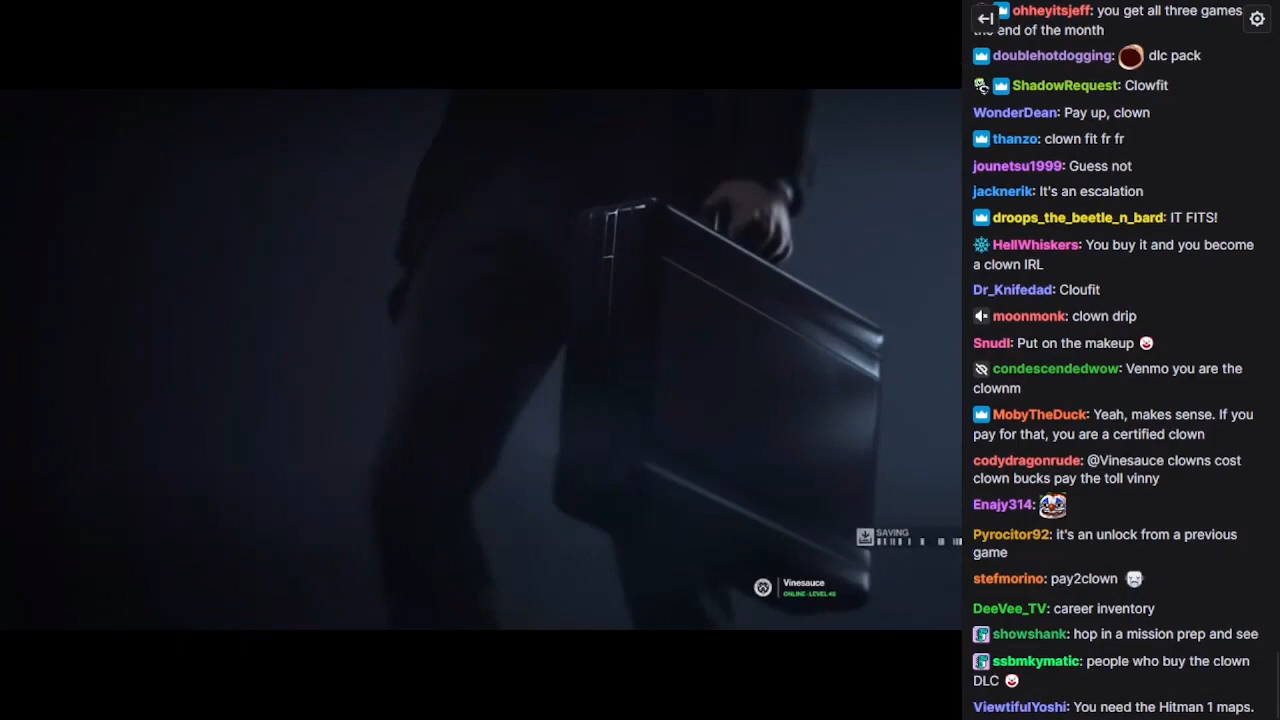 ohheyitsjeff: you get all three games
the end of the month
doublehotdogging: dlc pack
ShadowRequest: Clowfit
WonderDean: Pay up, clown
thanzo: clown fit fr fr
jounetsu1999: Guess not
jacknerik: It's an escalation
droops_the_beetle_n_bard: IT FITS!
HellWhiskers: You buy it and you become
a clown IRL
Dr_Knifedad: Cloufit
moonmonk: clown drip
Snudl: Put on the makeup
condescendedwow: Venmo you are the
clownm
MobyTheDuck: Yeah, makes sense. If you
pay for that, you are a certified clown
codydragonrude: @Vinesauce clowns cost
clown bucks pay the toll vinny
Enajy314:
Pyrocitor92: it's an unlock from a previous
game
stefmorino: pay2clown
DeeVee_TV: career inventory
showshank: hop in a mission prep and see
ssbmkymatic: people who buy the clown
DLC
ViewtifulYoshi: You need the Hitman 1 maps.
SAVING
Vinesauce
ONLINE - LEVEL 48